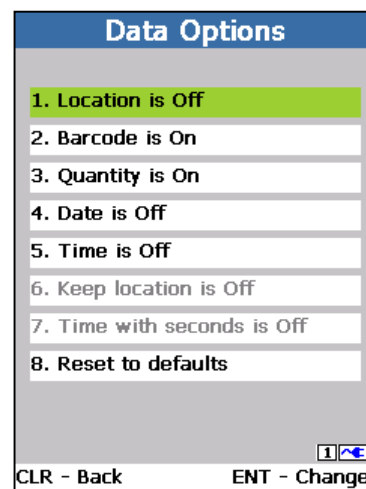 Data Options
1. Location is Off
2. Barcode is On
3. Quantity is On
4. Date is Off
5. Time is Off
6. Keep location is Off
7. Time with seconds is Off
8. Reset to defaults
1
CLR - Back ENT - Change